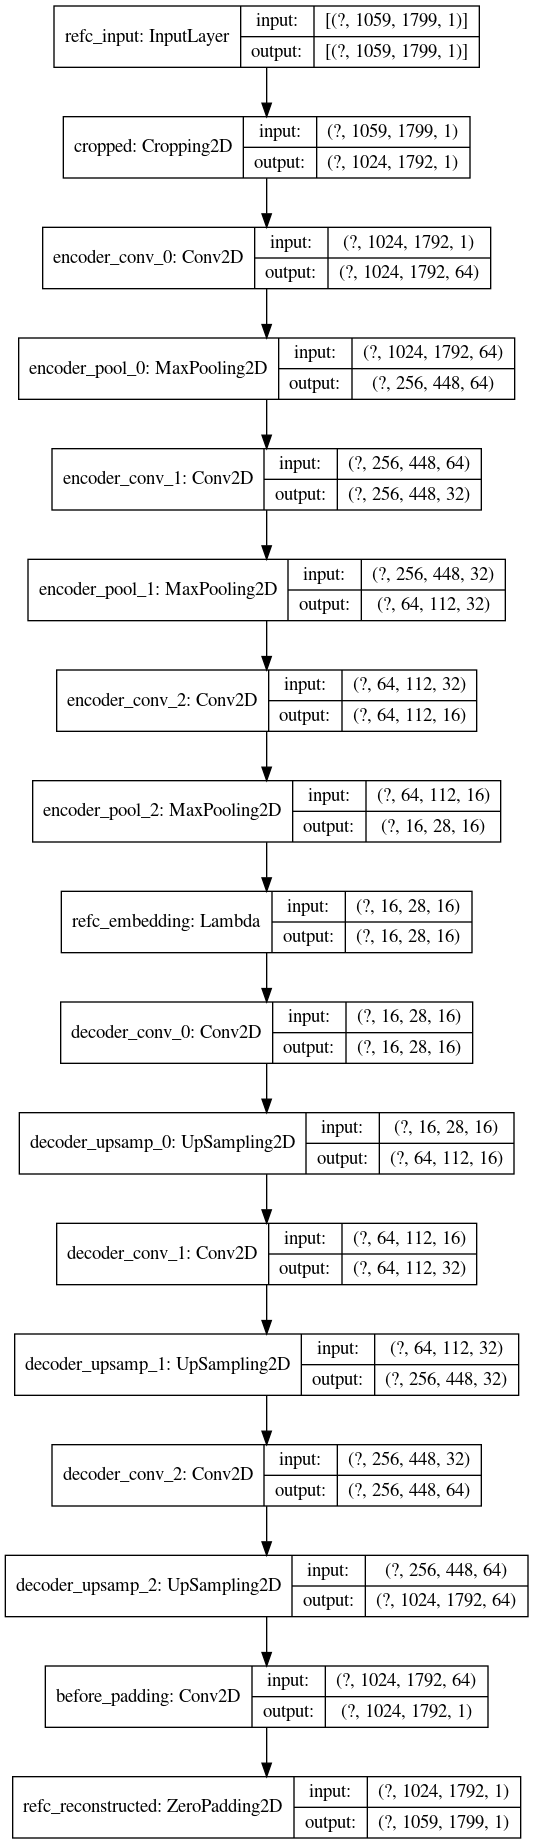 refc_input: InputLayer
input: [(?, 1059, 1799, 1)]
output: [(?, 1059, 1799, 1)]
cropped: Cropping2D
input: (?, 1059, 1799, 1)
output: (?, 1024, 1792, 1)
encoder_conv_0: Conv2D
input: (?, 1024, 1792, 1)
output: (?, 1024, 1792, 64)
encoder_pool_0: MaxPooling2D
input: (?, 1024, 1792, 64)
output: (?, 256, 448, 64)
encoder_conv_1: Conv2D
input: (?, 256, 448, 64)
output: (?, 256, 448, 32)
encoder_pool_1: MaxPooling2D
input: (?, 256, 448, 32)
output: (?, 64, 112, 32)
encoder_conv_2: Conv2D
input: (?, 64, 112, 32)
output: (?, 64, 112, 16)
encoder_pool_2: MaxPooling2D
input: (?, 64, 112, 16)
output: (?, 16, 28, 16)
refc_embedding: Lambda
input: (?, 16, 28, 16)
output: (?, 16, 28, 16)
decoder_conv_0: Conv2D
input: (?, 16, 28, 16)
output: (?, 16, 28, 16)
decoder_upsamp_0: UpSampling2D
input: (?, 16, 28, 16)
output: (?, 64, 112, 16)
decoder_conv_1: Conv2D
input: (?, 64, 112, 16)
output: (?, 64, 112, 32)
decoder_upsamp_1: UpSampling2D
input: (?, 64, 112, 32)
output: (?, 256, 448, 32)
decoder_conv_2: Conv2D
input: (?, 256, 448, 32)
output: (?, 256, 448, 64)
decoder_upsamp_2: UpSampling2D
input: (?, 256, 448, 64)
output: (?, 1024, 1792, 64)
before_padding: Conv2D
input: (?, 1024, 1792, 64)
output: (?, 1024, 1792, 1)
refc_reconstructed: ZeroPadding2D
input: (?, 1024, 1792, 1)
output: (?, 1059, 1799, 1)